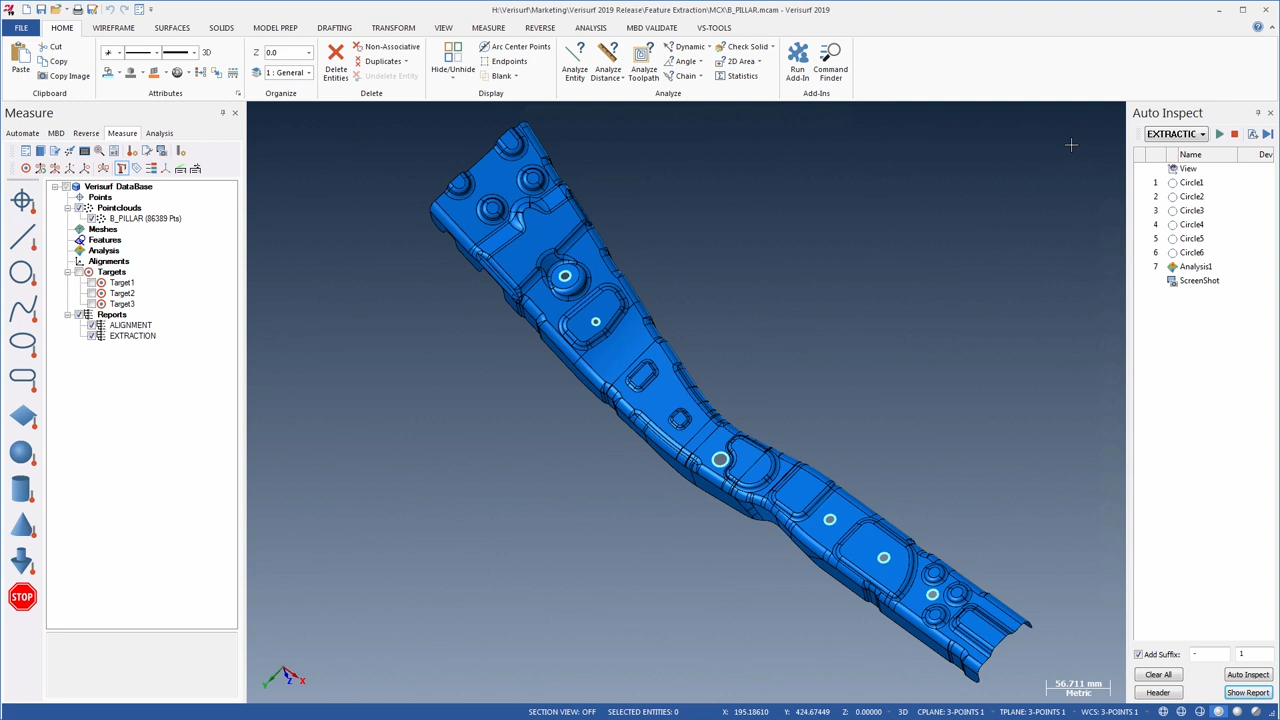 H:\Verisurf\Marketing\Verisurf 2019 Release\Feature Extraction\MCX\B_PILLAR.mcam - Verisurf 2019
FILE HOME WIREFRAME SURFACES SOLIDS MODEL PREP DRAFTING TRANSFORM VIEW MEASURE REVERSE ANALYSIS MBD VALIDATE VS-TOOLS
Paste
Cut
Copy
Copy Image
Clipboard
3D
Attributes
Z 0.0
1 : General
Organize
Delete
Entities
Non-Associative
Duplicates
Undelete Entity
Delete
Hide/Unhide
Arc Center Points
Endpoints
Blank
Display
Analyze
Entity
Analyze
Distance
Analyze
Toolpath
Dynamic
Angle
Chain
Check Solid
2D Area
Statistics
Analyze
Run
Add-In
Command
Finder
Add-Ins
Measure
Automate MBD Reverse Measure Analysis
Verisurf DataBase
Points
Pointclouds
B_PILLAR (86389 Pts)
Meshes
Features
Analysis
Alignments
Targets
Target1
Target2
Target3
Reports
ALIGNMENT
EXTRACTION
STOP
Y Z X
56.711 mm
Metric
Auto Inspect
EXTRACTIC
Name Dev
View
1 Circle1
2 Circle2
3 Circle3
4 Circle4
5 Circle5
6 Circle6
7 Analysis1
ScreenShot
Add Suffix: - 1
Clear All Auto Inspect
Header Show Report
SECTION VIEW: OFF SELECTED ENTITIES: 0 X: 195.18610 Y: 424.67449 Z: 0.00000 3D CPLANE: 3-POINTS 1 TPLANE: 3-POINTS 1 WCS: 3-POINTS 1